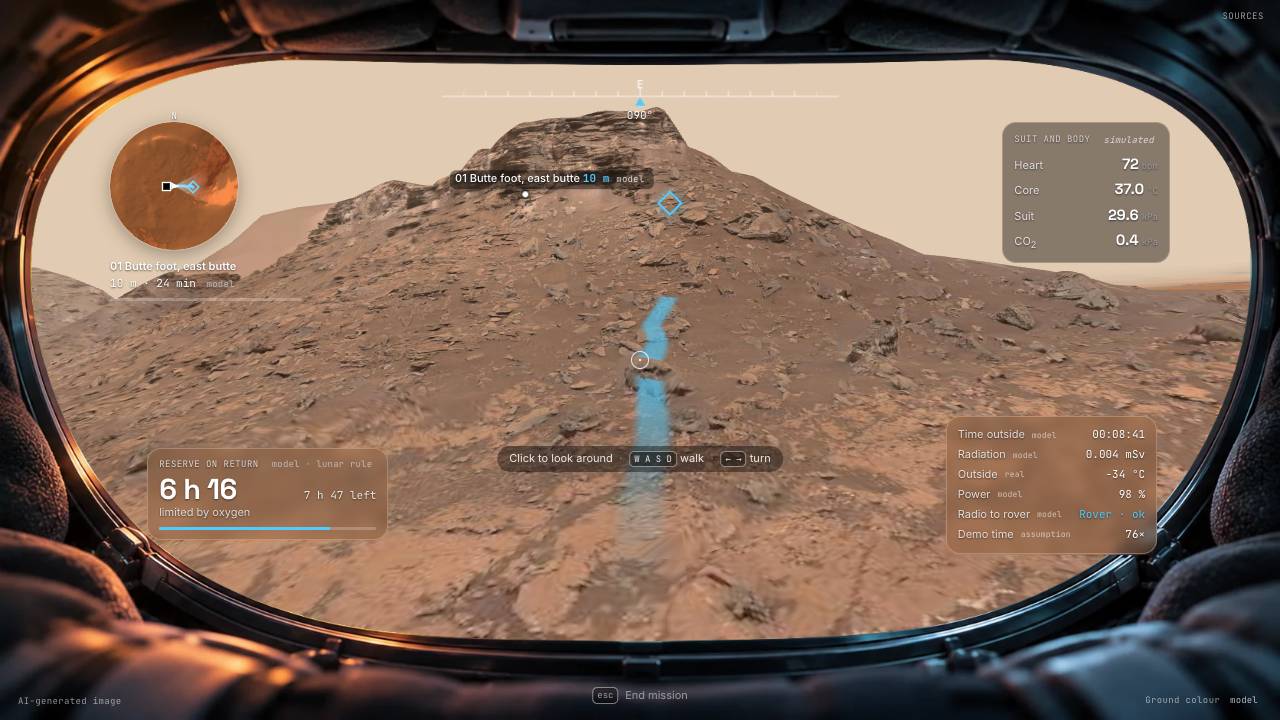 SOURCES
E
090°
N
01 Butte foot, east butte 10 m model
01 Butte foot, east butte
10 m · 24 min model
SUIT AND BODY simulated
Heart 72 bpm
Core 37.0 °C
Suit 29.6 kPa
CO₂ 0.4 kPa
Click to look around W A S D walk ← → turn
RESERVE ON RETURN model · lunar rule
6 h 16 7 h 47 left
limited by oxygen
Time outside model 00:08:41
Radiation model 0.004 mSv
Outside real -34 °C
Power model 98 %
Radio to rover model Rover · ok
Demo time assumption 76×
esc End mission
AI-generated image
Ground colour model